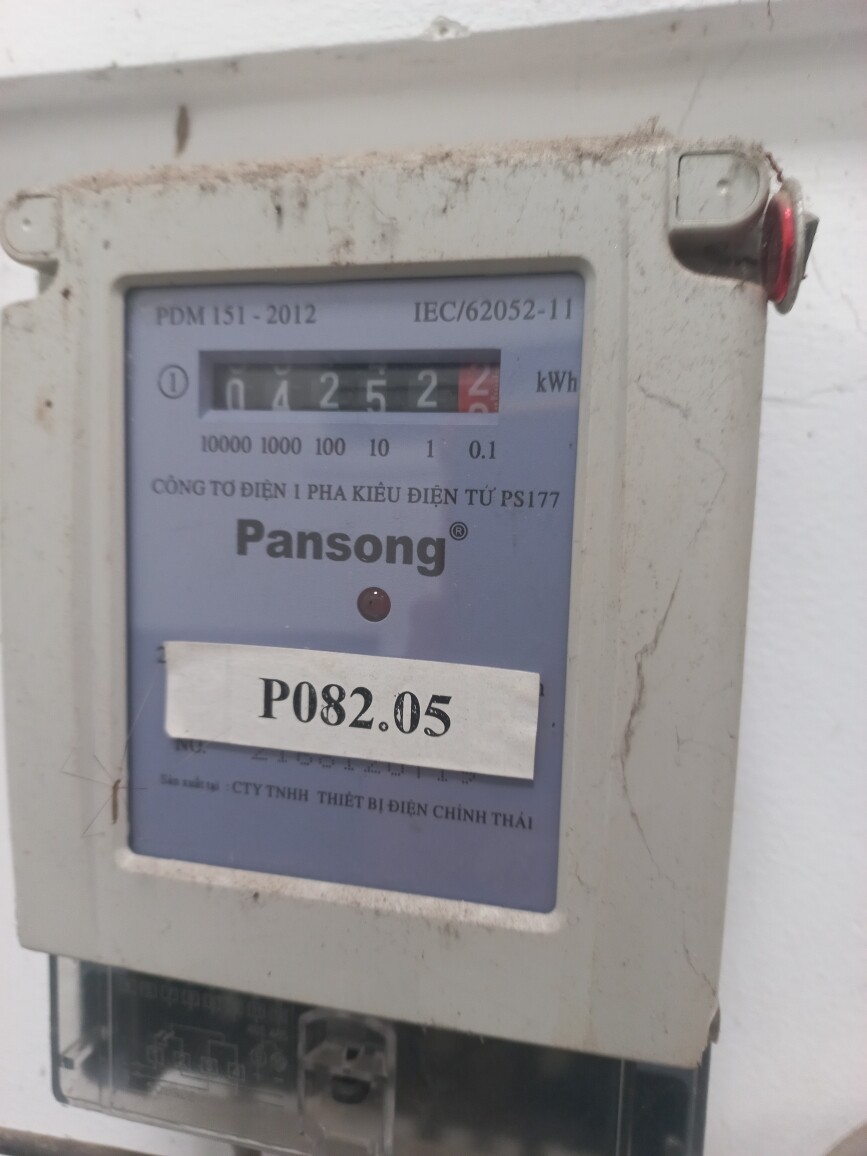 PDM 151 - 2012 IEC/62052-11
1 0 4 2 5 2 2 kWh
10000 1000 100 10 1 0.1
CÔNG TƠ ĐIỆN 1 PHA KIỂU ĐIỆN TỬ PS177
Pansong®
P082.05
NO:
Sản xuất tại : CTY TNHH THIẾT BỊ ĐIỆN CHÍNH THÁI